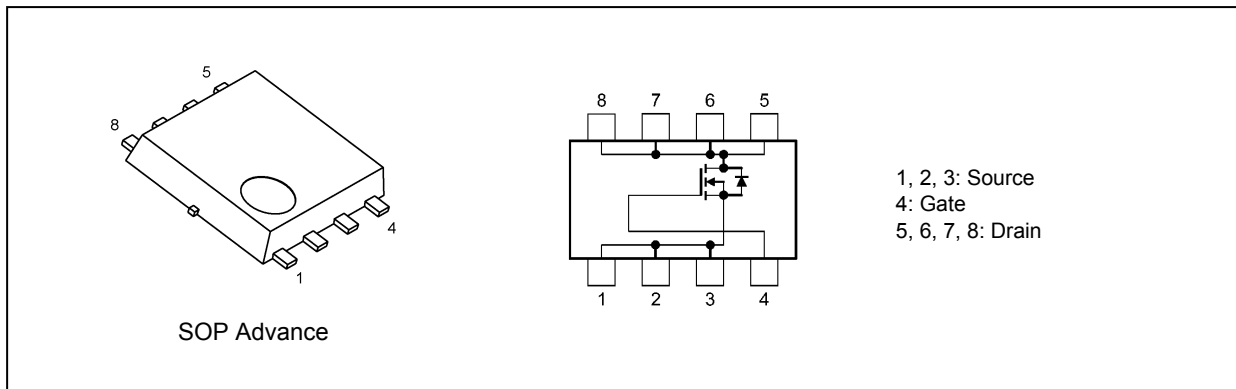 5
8
4
1
SOP Advance
8 7 6 5
1 2 3 4
1, 2, 3: Source
4: Gate
5, 6, 7, 8: Drain